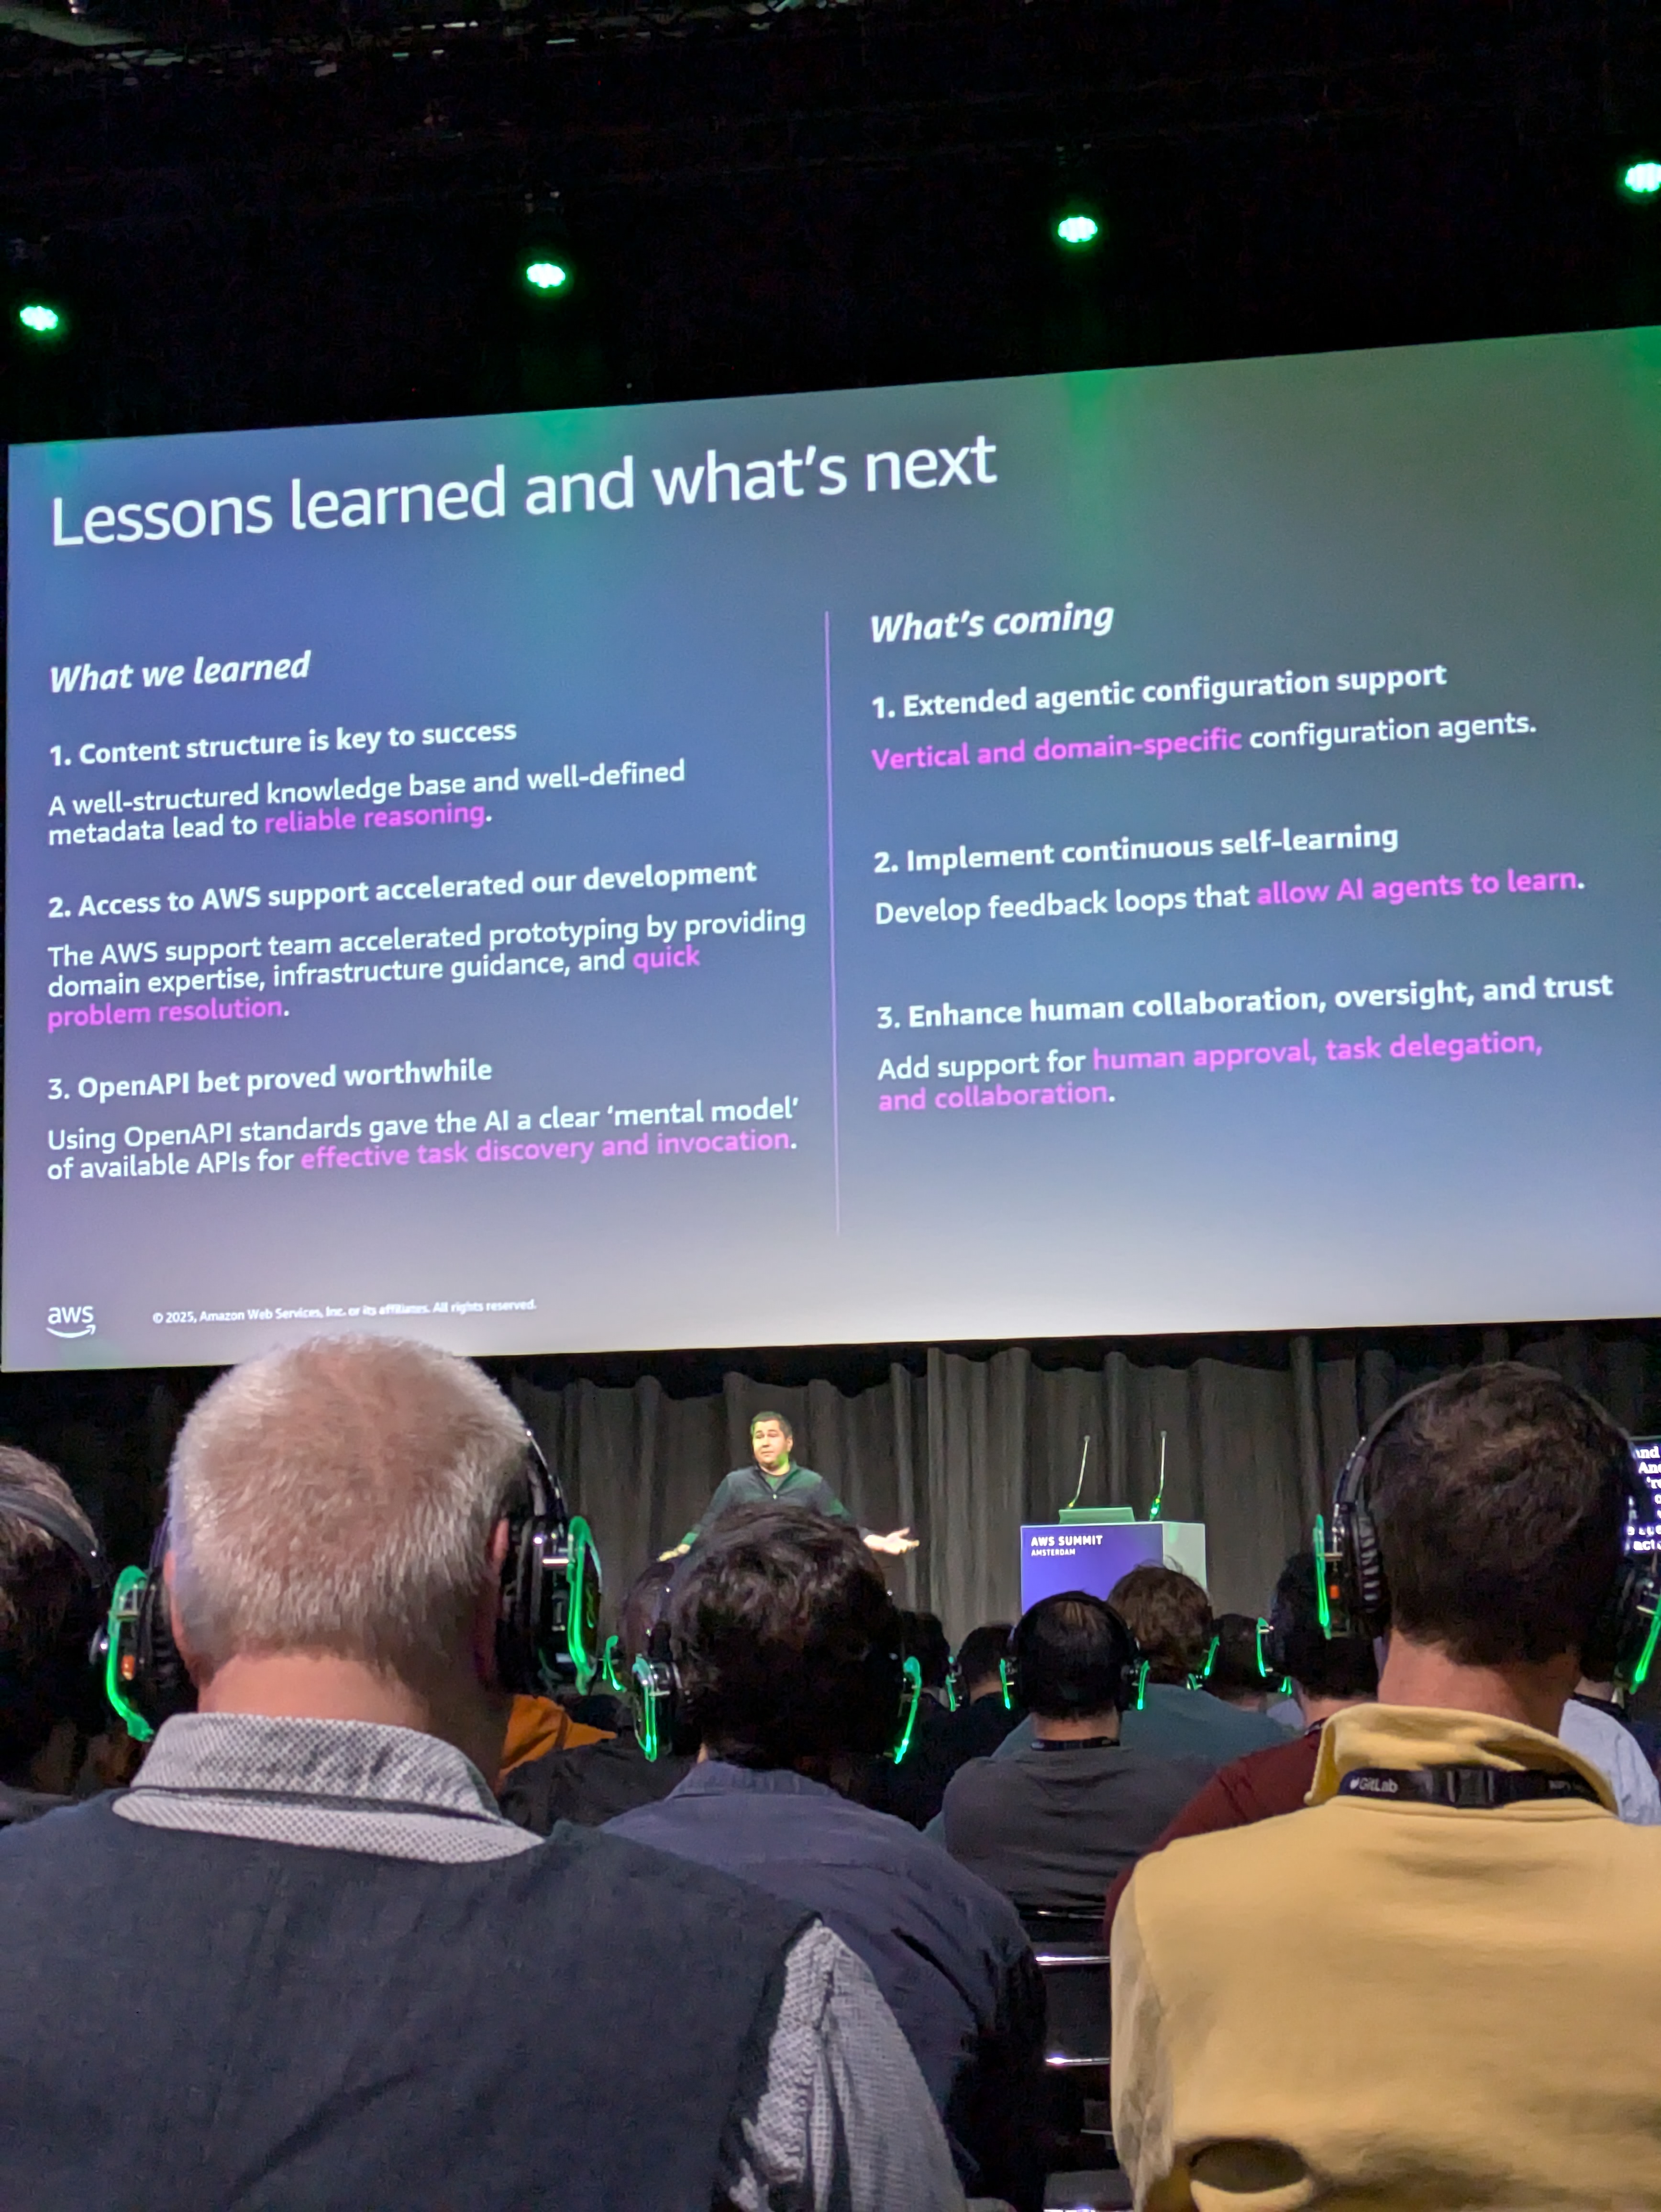 Lessons learned and what's next
What we learned
1. Content structure is key to success
A well-structured knowledge base and well-defined
metadata lead to reliable reasoning.
2. Access to AWS support accelerated our development
The AWS support team accelerated prototyping by providing
domain expertise, infrastructure guidance, and quick
problem resolution.
3. OpenAPI bet proved worthwhile
Using OpenAPI standards gave the AI a clear ‘mental model’
of available APIs for effective task discovery and invocation.
What's coming
1. Extended agentic configuration support
Vertical and domain-specific configuration agents.
2. Implement continuous self-learning
Develop feedback loops that allow AI agents to learn.
3. Enhance human collaboration, oversight, and trust
Add support for human approval, task delegation,
and collaboration.
aws
© 2025, Amazon Web Services, Inc. or its affiliates. All rights reserved.
AWS SUMMIT
AMSTERDAM
GitLab